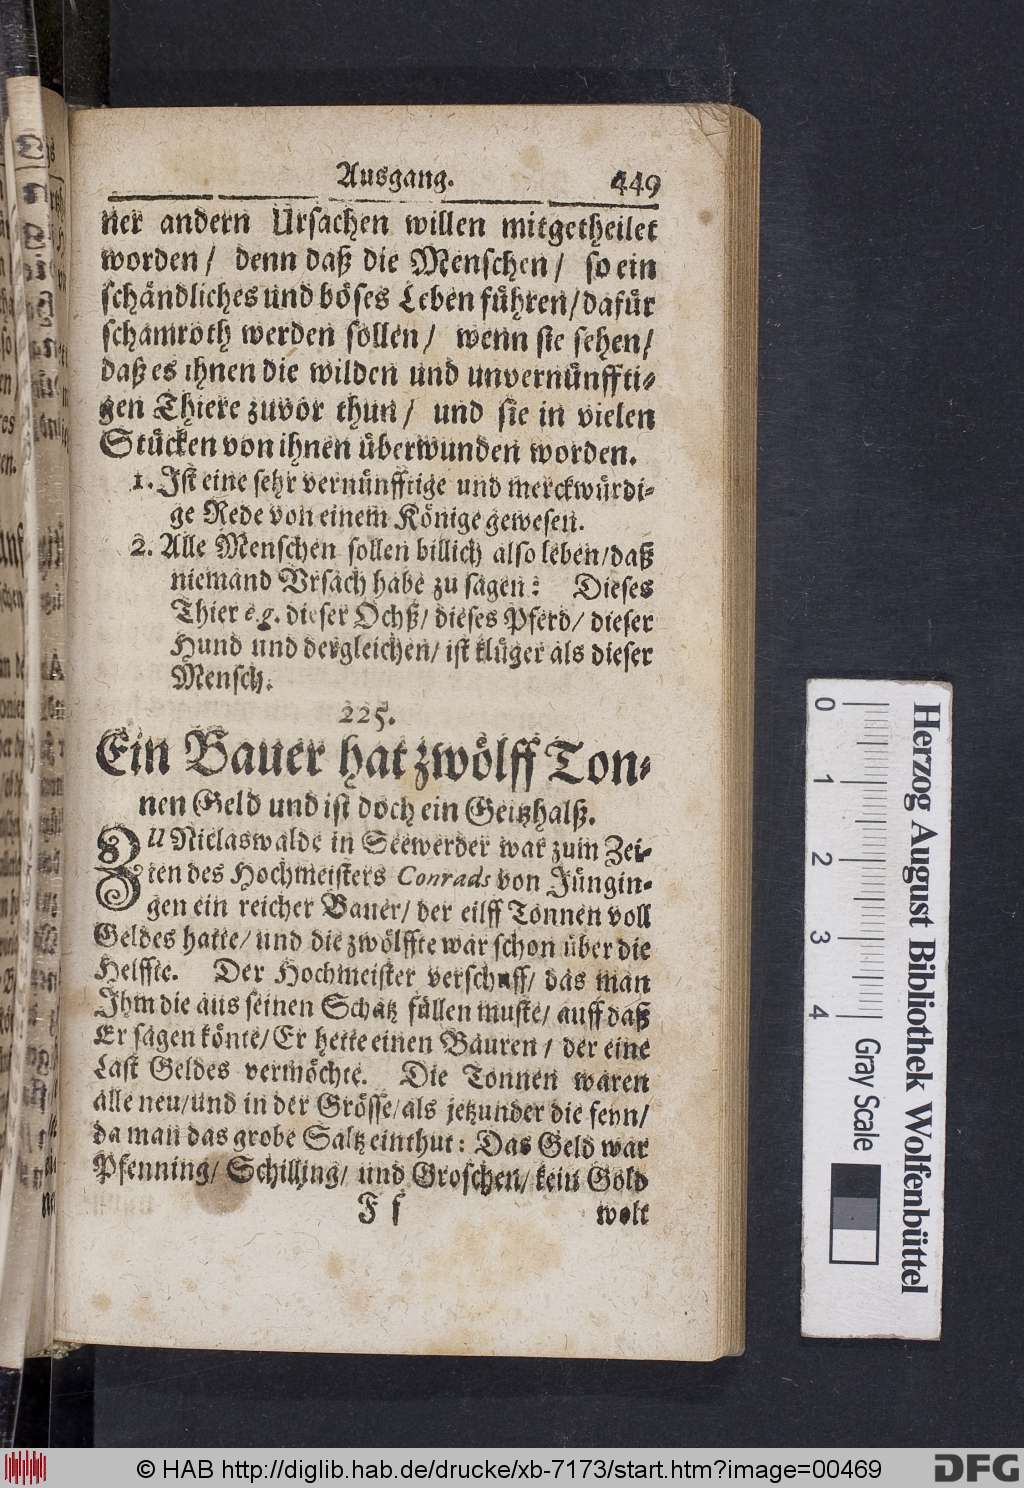 Ausgang. 449
ner andern Ursachen willen mitgetheilet
worden/ denn daß die Menschen/ so ein
schändliches und böses Leben führen/dafür
schamroth werden sollen/ wenn sie sehen/
daß es ihnen die wilden und unvernünffti-
gen Thiere zuvor thun/ und sie in vielen
Stücken von ihnen überwunden worden.
1. Ist eine sehr vernünfftige und merckwürdi-
ge Rede von einem Könige gewesen.
2. Alle Menschen sollen billich also leben/daß
niemand Vrsach habe zu sagen: Dieses
Thier e.g. dieser Ochß/ dieses Pferd/ dieser
Hund und dergleichen/ ist klüger als dieser
Mensch.
225.
Ein Bauer hat zwölff Ton-
nen Geld und ist doch ein Geitzhalß.
ZU Niclaswalde in Seewerder war zum Zei-
ten des Hochmeisters Conrads von Jüngin-
gen ein reicher Bauer/ der eilff Tonnen voll
Geldes hatte/ und die zwölffte war schon über die
Helffte. Der Hochmeister verschuff/ das man
Ihm die aus seinen Schatz füllen muste/ auff daß
Er sagen könte/ Er hette einen Bauren/ der eine
Last Geldes vermöchte. Die Tonnen waren
alle neu/und in der Grösse/als jetzunder die seyn/
da man das grobe Saltz einthut: Das Geld war
Pfenning/ Schilling/ und Groschen/ kein Gold
F f wolt
0 1 2 3 4
Herzog August Bibliothek Wolfenbüttel
Gray Scale
© HAB http://diglib.hab.de/drucke/xb-7173/start.htm?image=00469
DFG